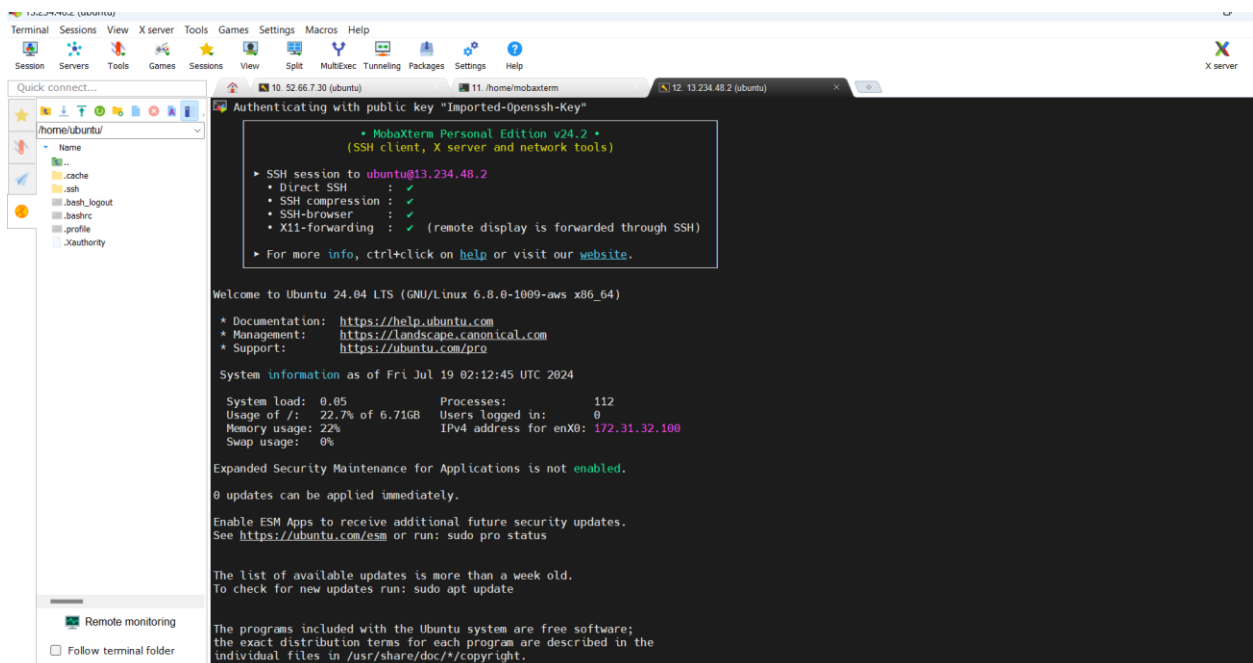 13.234.48.2 (ubuntu)
Terminal Sessions View X server Tools Games Settings Macros Help
Session Servers Tools Games Sessions View Split MultiExec Tunneling Packages Settings Help X server
Quick connect... 10. 52.66.7.30 (ubuntu) 11. /home/mobaxterm 12. 13.234.48.2 (ubuntu)
/home/ubuntu/
Name
..
.cache
.ssh
.bash_logout
.bashrc
.profile
.Xauthority
Remote monitoring
Follow terminal folder
Authenticating with public key "Imported-Openssh-Key"
• MobaXterm Personal Edition v24.2 •
(SSH client, X server and network tools)
► SSH session to ubuntu@13.234.48.2
• Direct SSH : ✔
• SSH compression : ✔
• SSH-browser : ✔
• X11-forwarding : ✔ (remote display is forwarded through SSH)
► For more info, ctrl+click on help or visit our website.
Welcome to Ubuntu 24.04 LTS (GNU/Linux 6.8.0-1009-aws x86_64)
* Documentation: https://help.ubuntu.com
* Management: https://landscape.canonical.com
* Support: https://ubuntu.com/pro
System information as of Fri Jul 19 02:12:45 UTC 2024
System load: 0.05 Processes: 112
Usage of /: 22.7% of 6.71GB Users logged in: 0
Memory usage: 22% IPv4 address for enX0: 172.31.32.100
Swap usage: 0%
Expanded Security Maintenance for Applications is not enabled.
0 updates can be applied immediately.
Enable ESM Apps to receive additional future security updates.
See https://ubuntu.com/esm or run: sudo pro status
The list of available updates is more than a week old.
To check for new updates run: sudo apt update
The programs included with the Ubuntu system are free software;
the exact distribution terms for each program are described in the
individual files in /usr/share/doc/*/copyright.